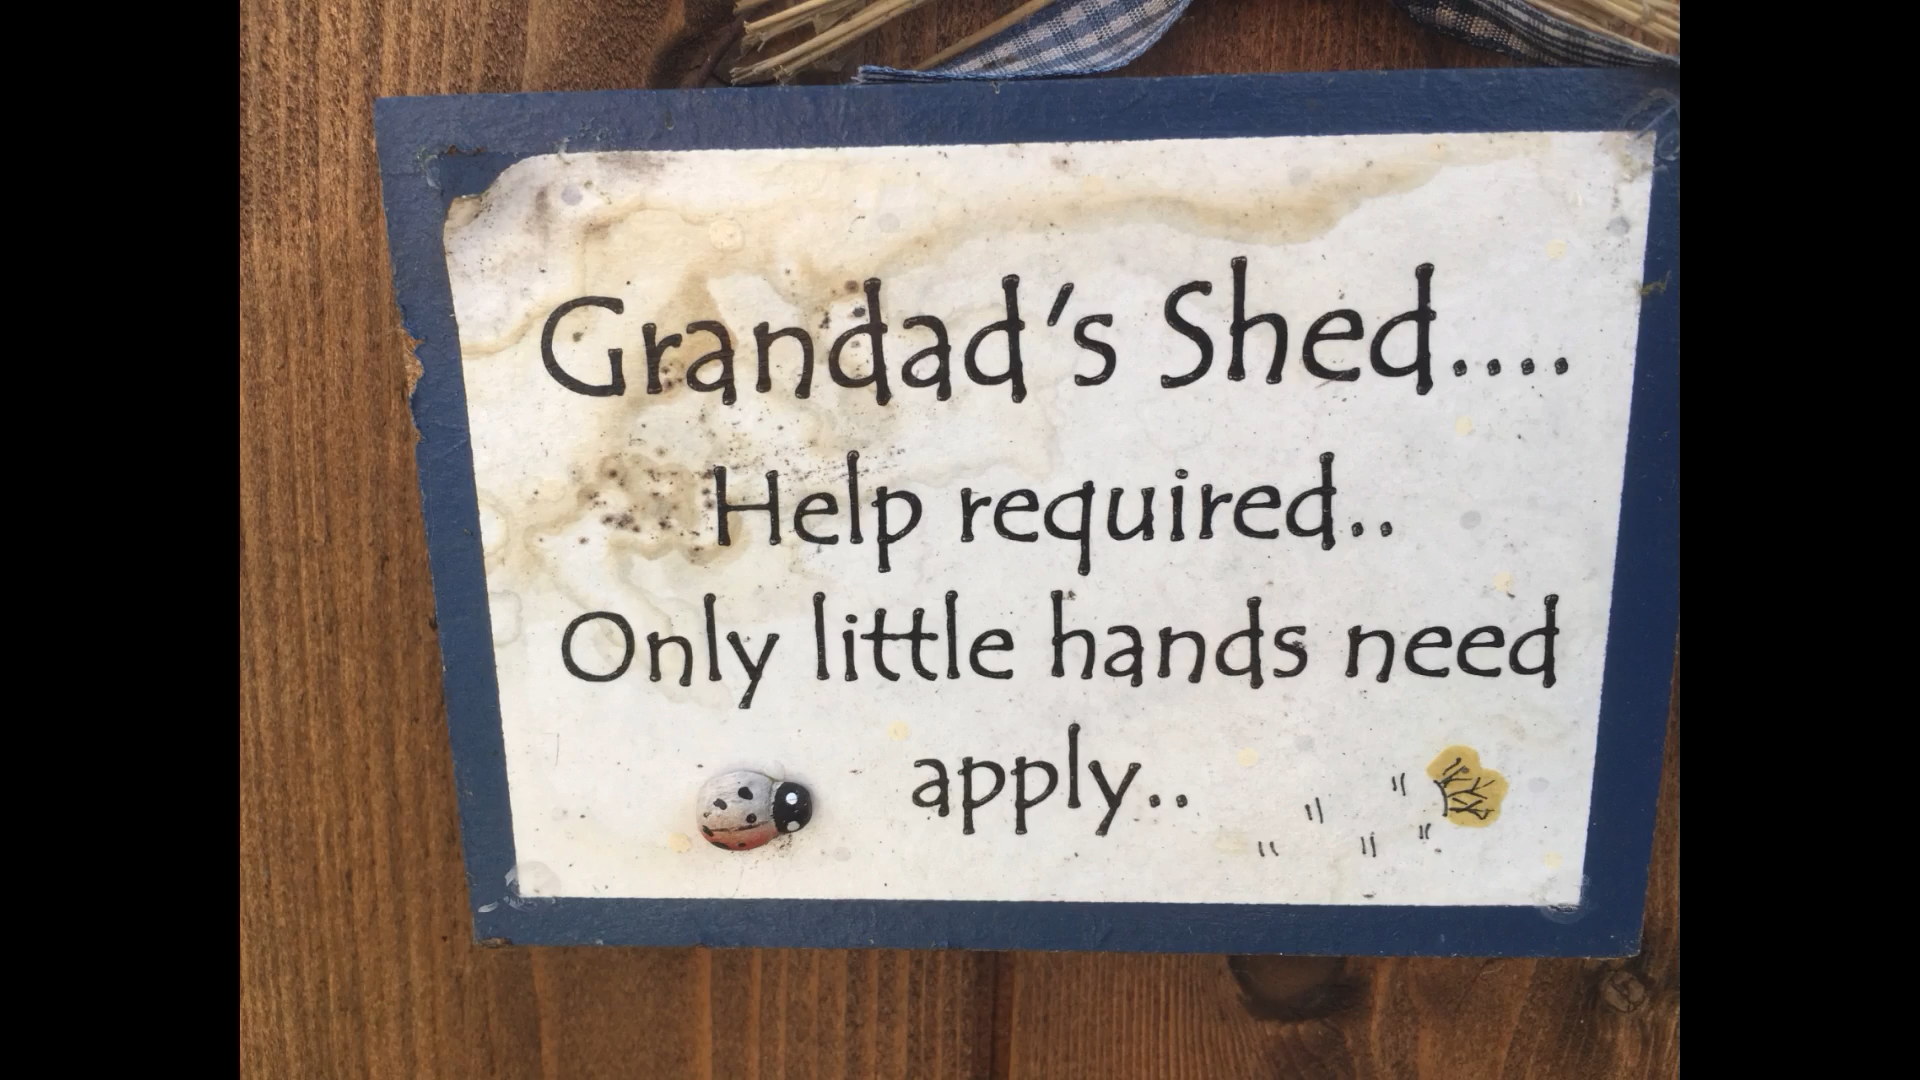 Grandad's Shed....
Help required..
Only little hands need
apply..